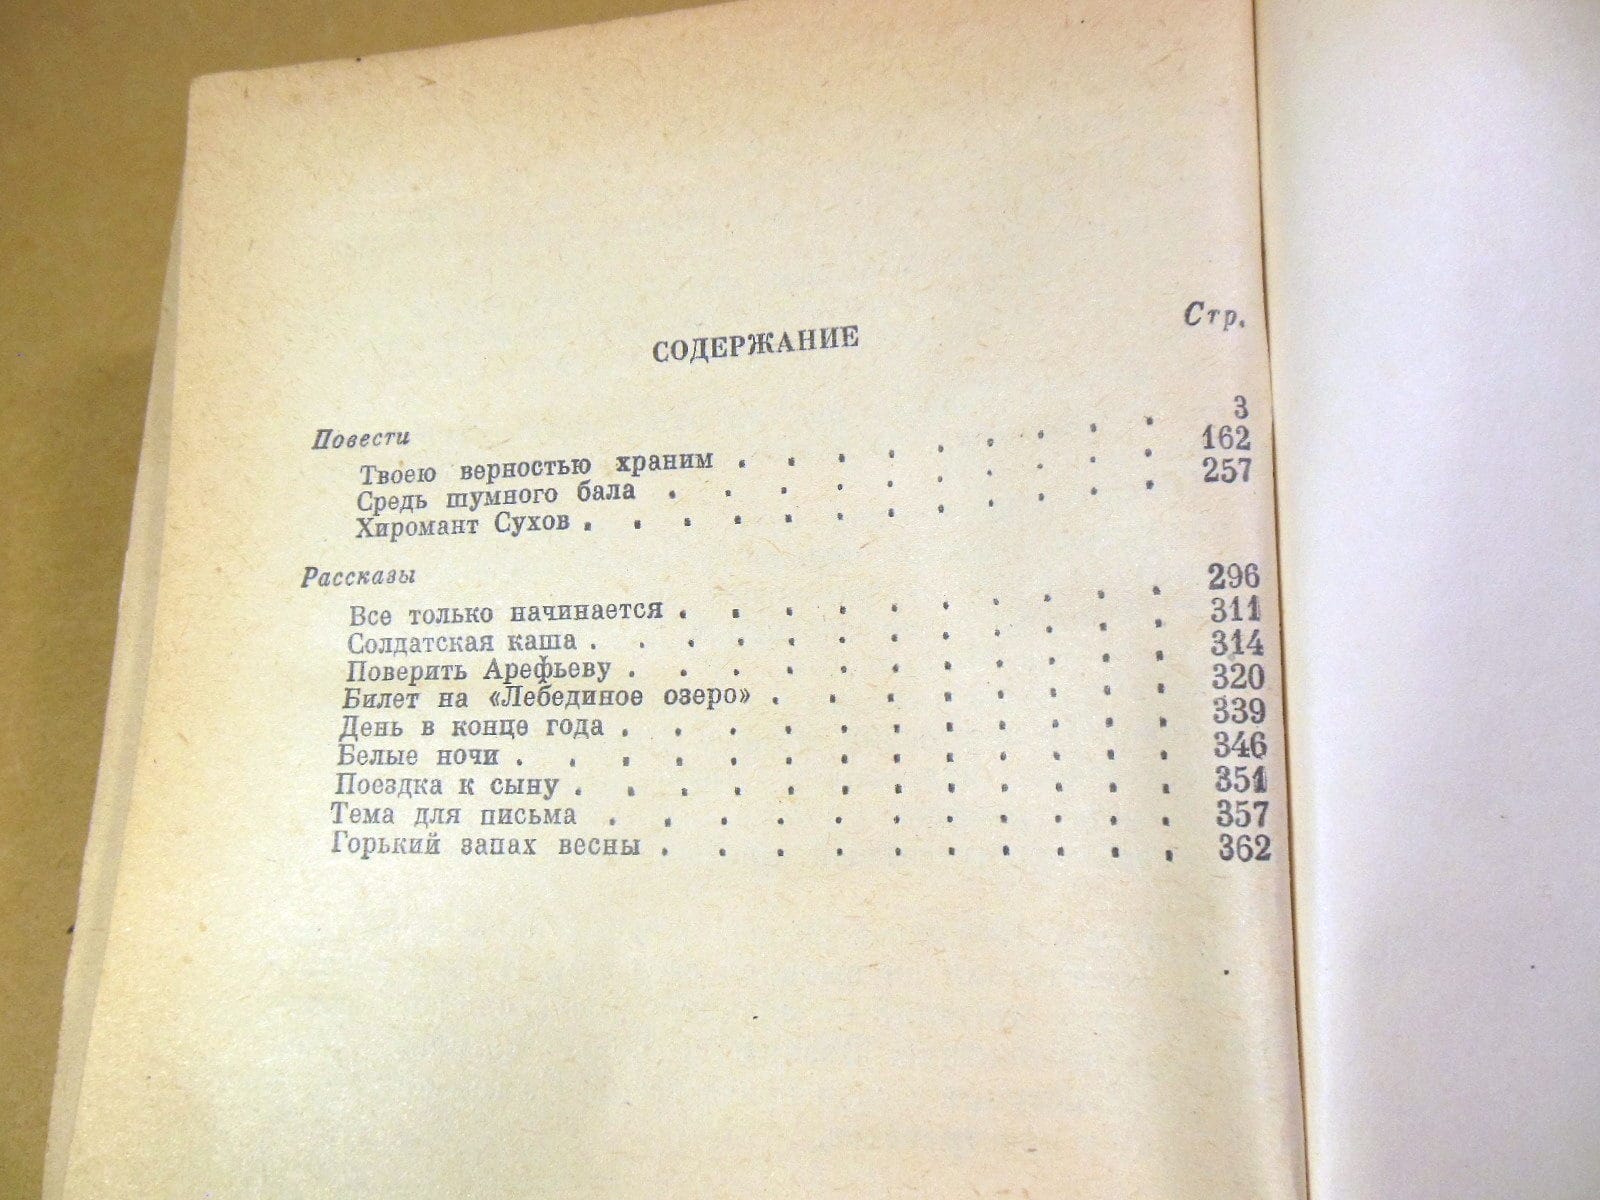 СОДЕРЖАНИЕ
Стр.
Повести
Твоею верностью храним . . . . . . . . . 3
Средь шумного бала . . . . . . . . . . 162
Хиромант Сухов . . . . . . . . . . . . 257
Рассказы
Все только начинается . . . . . . . . . . 296
Солдатская каша . . . . . . . . . . . . 311
Поверить Арефьеву . . . . . . . . . . . 314
Билет на «Лебединое озеро» . . . . . . . . 320
День в конце года . . . . . . . . . . . 339
Белые ночи . . . . . . . . . . . . . 346
Поездка к сыну . . . . . . . . . . . . 351
Тема для письма . . . . . . . . . . . 357
Горький запах весны . . . . . . . . . . 362